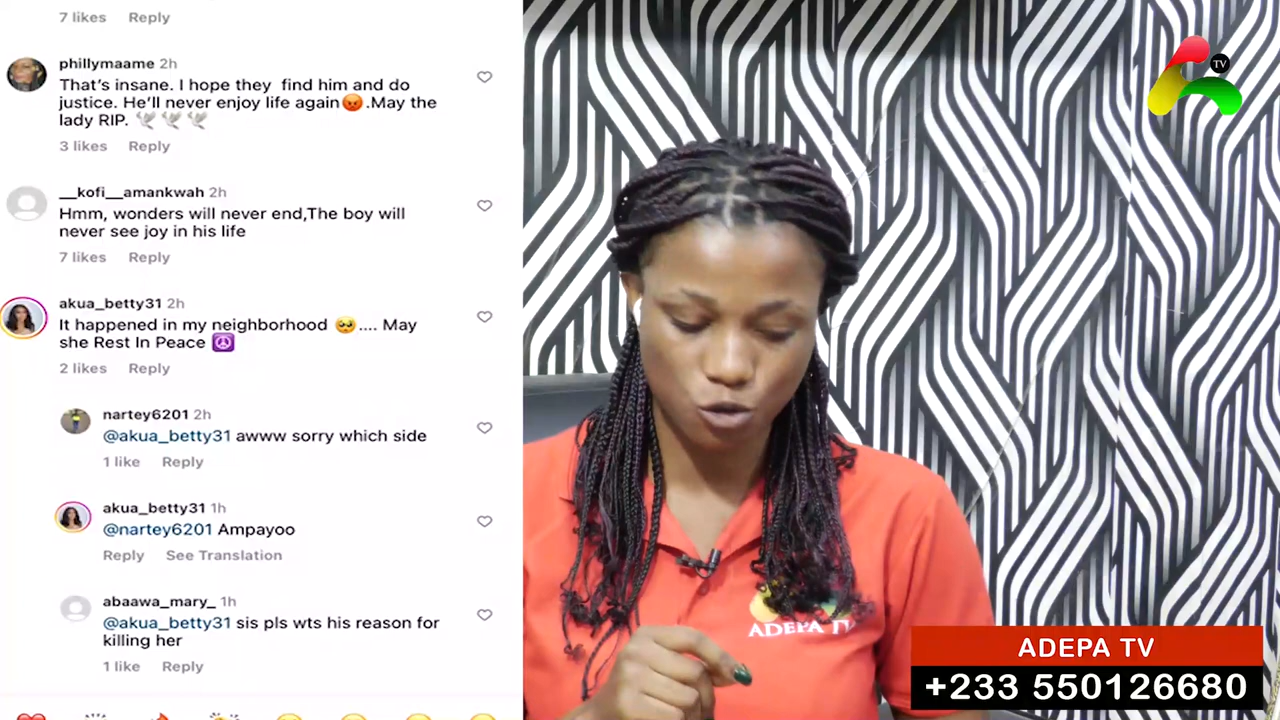 7 likes Reply
phillymaame 2h
That's insane. I hope they find him and do
justice. He'll never enjoy life again😡.May the
lady RIP. 🕊️🕊️🕊️
3 likes Reply
__kofi__amankwah 2h
Hmm, wonders will never end,The boy will
never see joy in his life
7 likes Reply
akua_betty31 2h
It happened in my neighborhood 🥺.... May
she Rest In Peace ☮️
2 likes Reply
nartey6201 2h
@akua_betty31 awww sorry which side
1 like Reply
akua_betty31 1h
@nartey6201 Ampayoo
Reply See Translation
abaawa_mary_ 1h
@akua_betty31 sis pls wts his reason for
killing her
1 like Reply
TV
ADEPA TV
ADEPA TV
+233 550126680